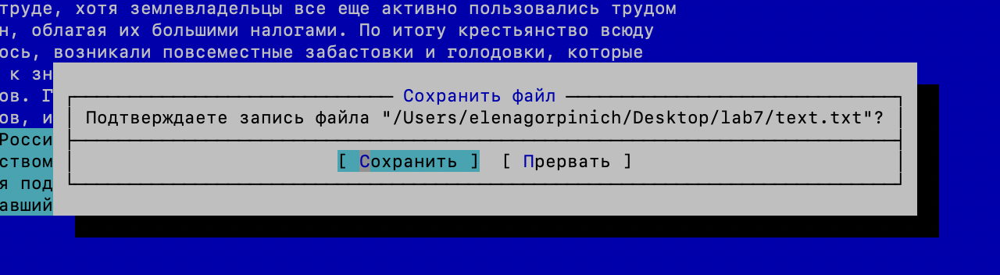 труде, хотя землевладельцы все еще активно пользовались трудом
н, облагая их большими налогами. По итогу крестьянство всюду
ось, возникали повсеместные забастовки и голодовки, которые
к зн
ов. Г
Сохранить файл
ов, и
Подтверждаете запись файла "/Users/elenagorpinich/Desktop/lab7/text.txt"?
Росси
ством
[ Сохранить ] [ Прервать ]
я под
авший